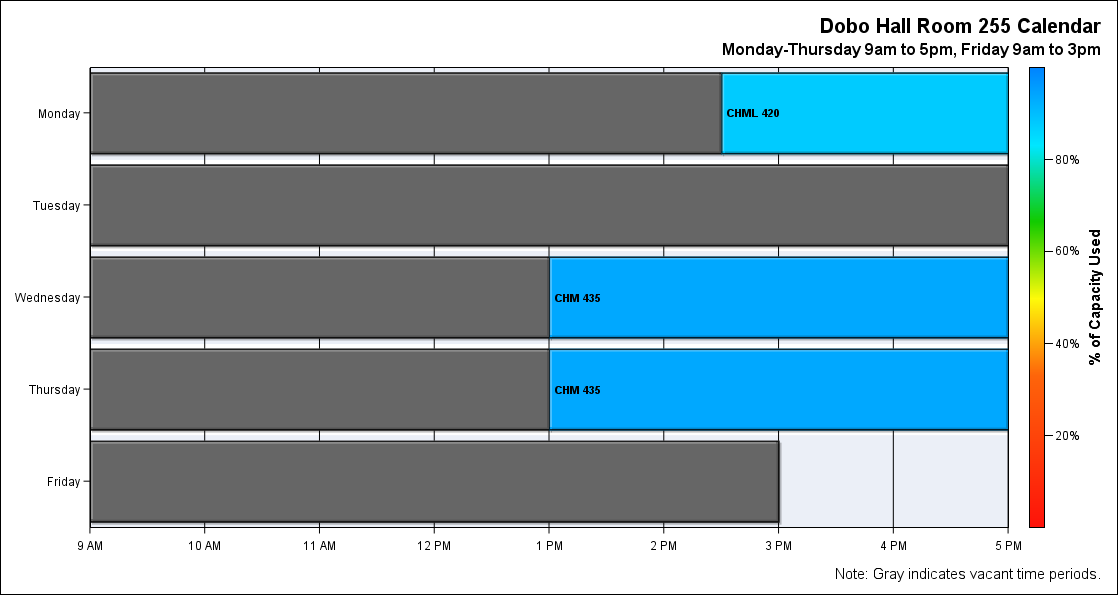 Dobo Hall Room 255 Calendar
Monday-Thursday 9am to 5pm, Friday 9am to 3pm
Monday
CHML 420
Tuesday
Wednesday
CHM 435
Thursday
CHM 435
Friday
9 AM
10 AM
11 AM
12 PM
1 PM
2 PM
3 PM
4 PM
5 PM
80%
60%
40%
20%
% of Capacity Used
Note: Gray indicates vacant time periods.